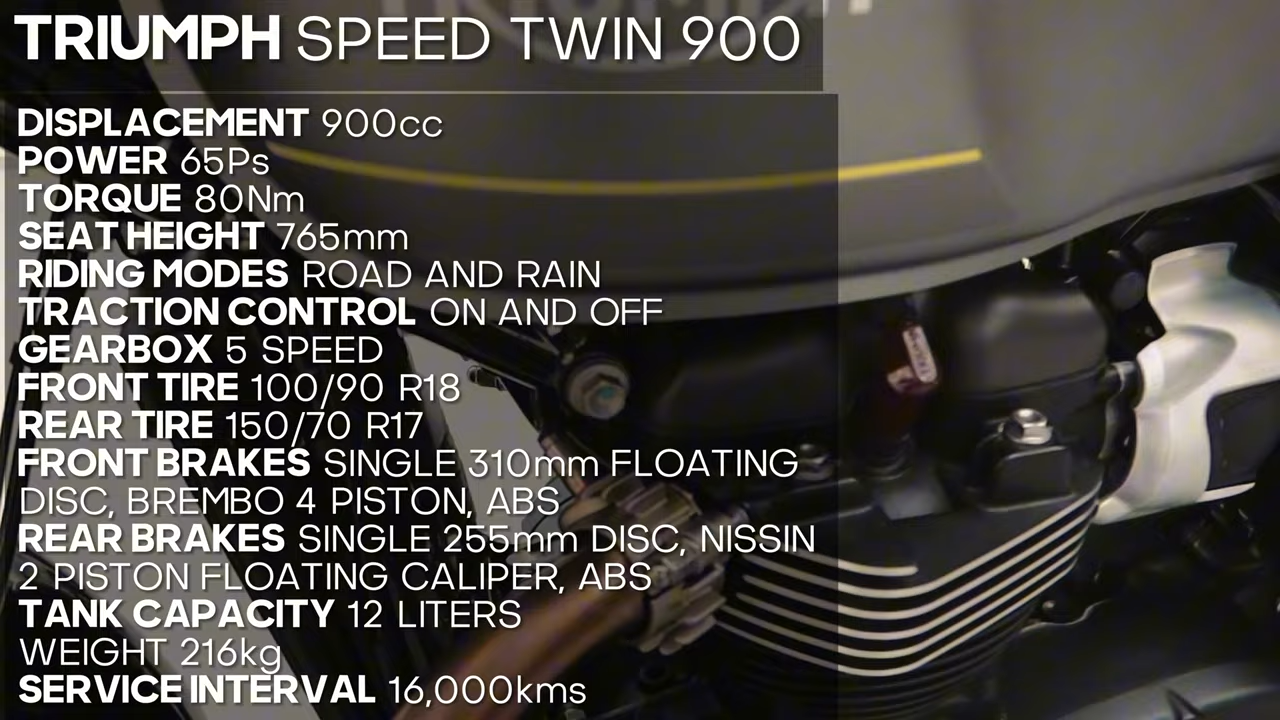 TRIUMPH SPEED TWIN 900
DISPLACEMENT 900cc
POWER 65Ps
TORQUE 80Nm
SEAT HEIGHT 765mm
RIDING MODES ROAD AND RAIN
TRACTION CONTROL ON AND OFF
GEARBOX 5 SPEED
FRONT TIRE 100/90 R18
REAR TIRE 150/70 R17
FRONT BRAKES SINGLE 310mm FLOATING
DISC, BREMBO 4 PISTON, ABS
REAR BRAKES SINGLE 255mm DISC, NISSIN
2 PISTON FLOATING CALIPER, ABS
TANK CAPACITY 12 LITERS
WEIGHT 216kg
SERVICE INTERVAL 16,000kms